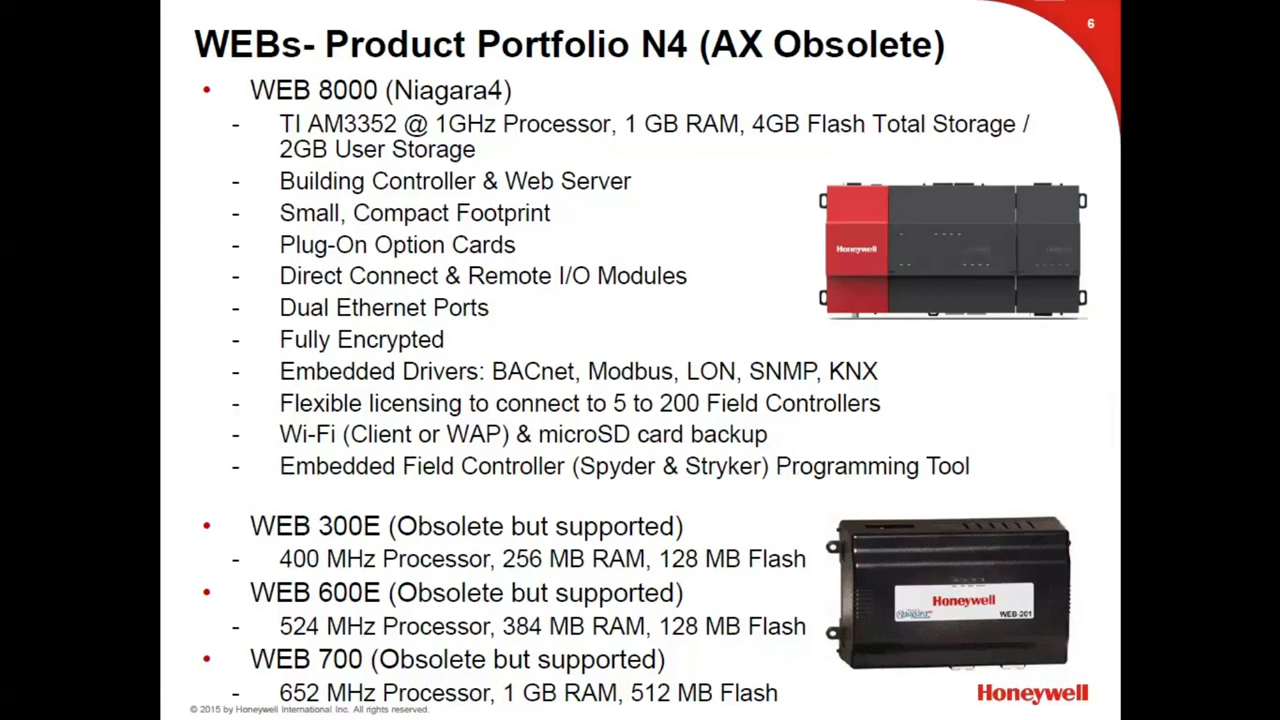 6
WEBs- Product Portfolio N4 (AX Obsolete)
• WEB 8000 (Niagara4)
- TI AM3352 @ 1GHz Processor, 1 GB RAM, 4GB Flash Total Storage /
2GB User Storage
- Building Controller & Web Server
- Small, Compact Footprint
- Plug-On Option Cards
- Direct Connect & Remote I/O Modules
- Dual Ethernet Ports
- Fully Encrypted
- Embedded Drivers: BACnet, Modbus, LON, SNMP, KNX
- Flexible licensing to connect to 5 to 200 Field Controllers
- Wi-Fi (Client or WAP) & microSD card backup
- Embedded Field Controller (Spyder & Stryker) Programming Tool
Honeywell
• WEB 300E (Obsolete but supported)
- 400 MHz Processor, 256 MB RAM, 128 MB Flash
• WEB 600E (Obsolete but supported)
- 524 MHz Processor, 384 MB RAM, 128 MB Flash
• WEB 700 (Obsolete but supported)
- 652 MHz Processor, 1 GB RAM, 512 MB Flash
Honeywell
WEB-201
Honeywell
© 2015 by Honeywell International Inc. All rights reserved.